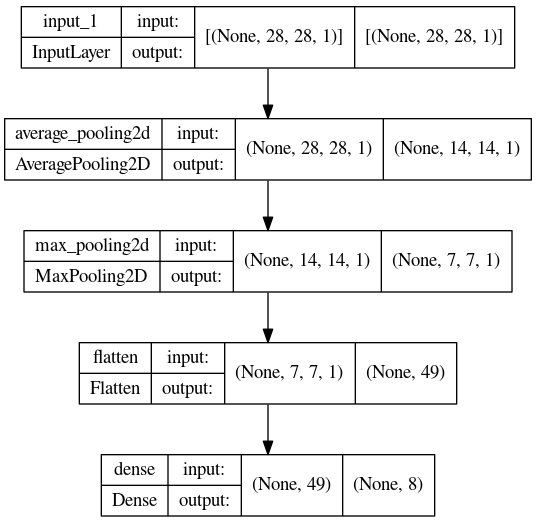 input_1 input: [(None, 28, 28, 1)] [(None, 28, 28, 1)]
InputLayer output:
average_pooling2d input: (None, 28, 28, 1) (None, 14, 14, 1)
AveragePooling2D output:
max_pooling2d input: (None, 14, 14, 1) (None, 7, 7, 1)
MaxPooling2D output:
flatten input: (None, 7, 7, 1) (None, 49)
Flatten output:
dense input: (None, 49) (None, 8)
Dense output: